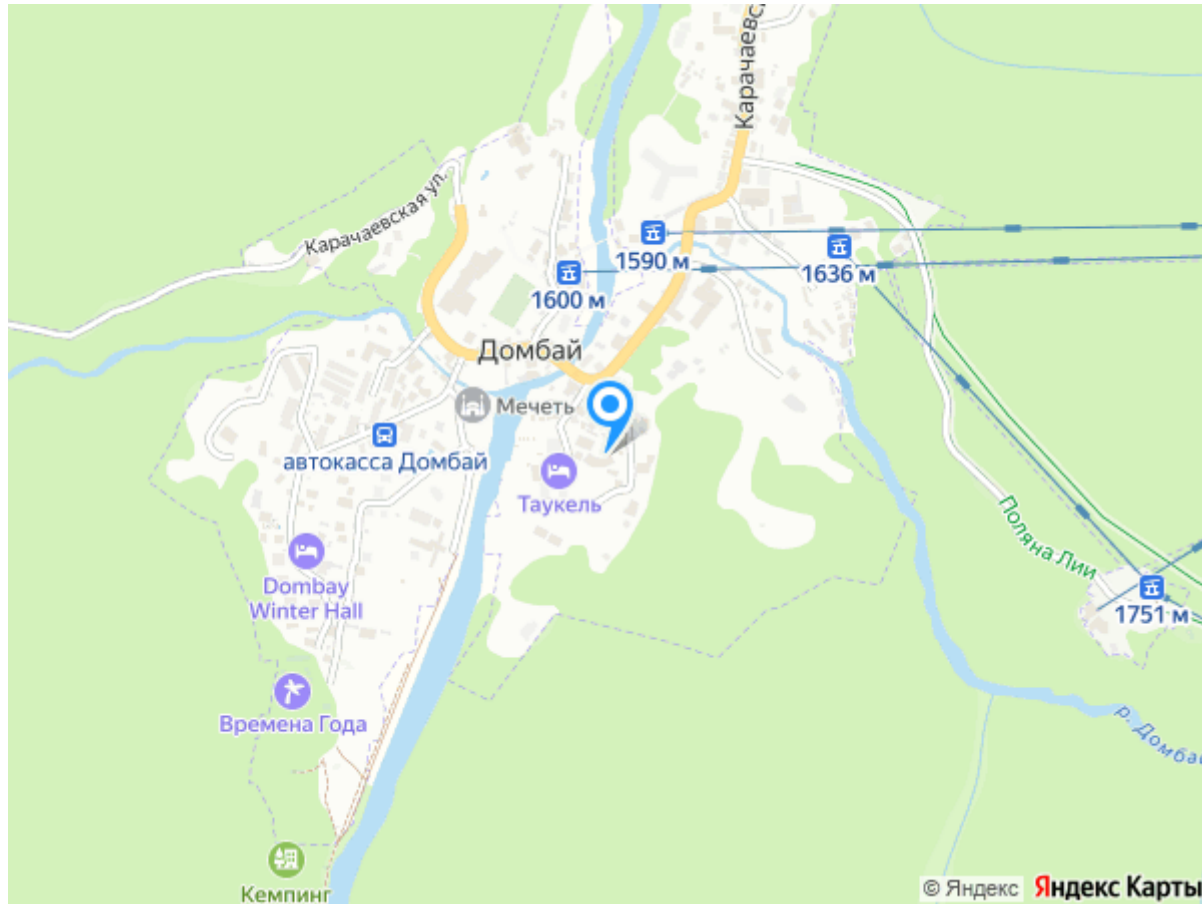 Карачаевск
Карачаевская ул.
1590 м
1636 м
1600 м
Домбай
Мечеть
автокасса Домбай
Таукель
Поляна Лии
Dombay
Winter Hall
1751 м
Времена Года
р. Домбай
Кемпинг
© Яндекс Яндекс Карты